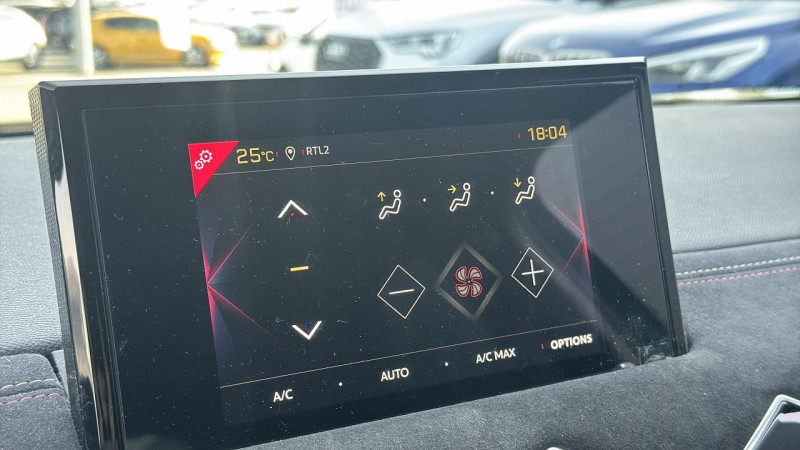 25°C RTL2 18:04
A/C AUTO A/C MAX OPTIONS